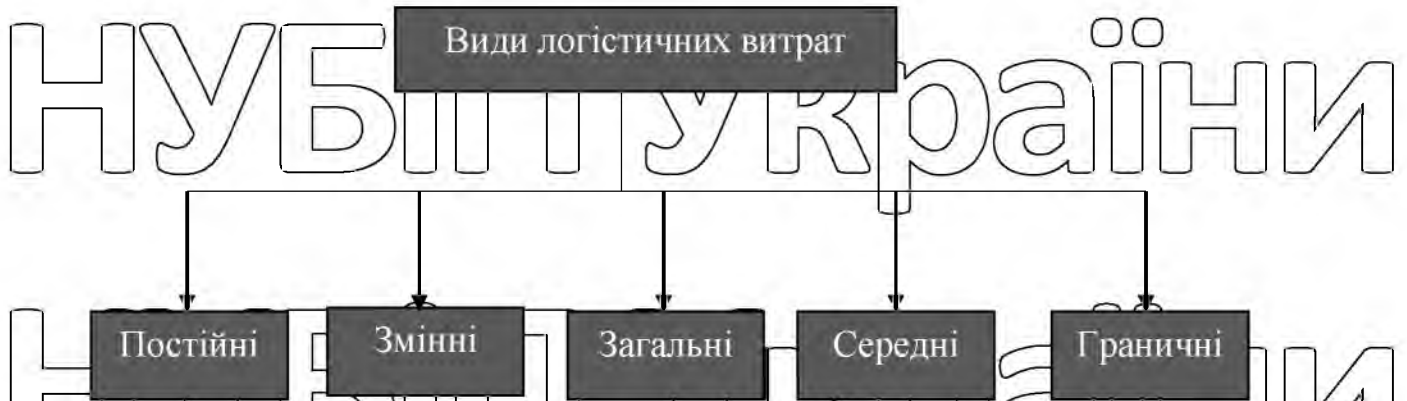 НУБіП України
Види логістичних витрат
Постійні
Змінні
Загальні
Середні
Граничні